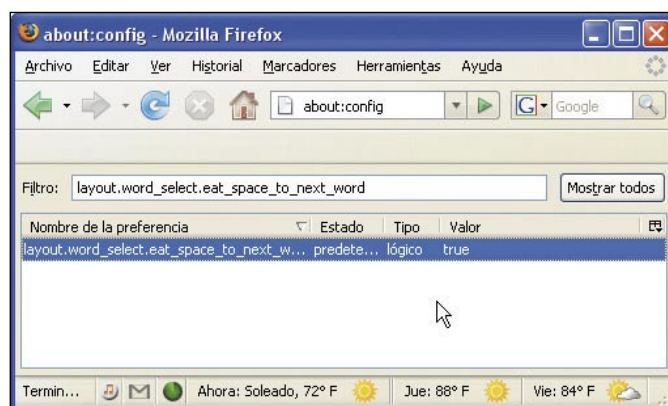 about:config - Mozilla Firefox
Archivo Editar Ver Historial Marcadores Herramientas Ayuda
about:config G Google
Filtro: layout.word_select.eat_space_to_next_word Mostrar todos
Nombre de la preferencia Estado Tipo Valor
layout.word_select.eat_space_to_next_w... predete... lógico true
Termin... Ahora: Soleado, 72° F Jue: 88° F Vie: 84° F